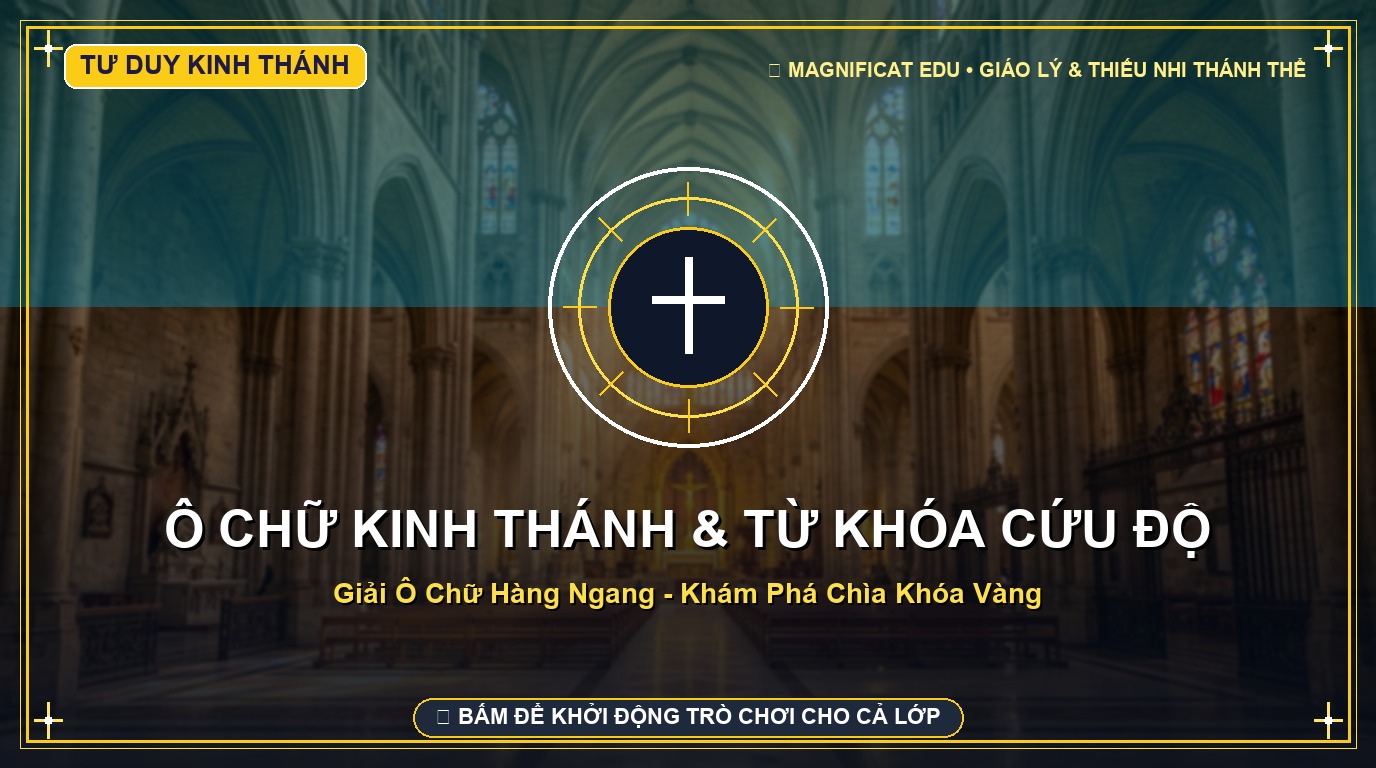 TƯ DUY KINH THÁNH
MAGNIFICAT EDU • GIÁO LÝ & THIẾU NHI THÁNH THỂ
Ô CHỮ KINH THÁNH & TỪ KHÓA CỨU ĐỘ
Giải Ô Chữ Hàng Ngang - Khám Phá Chìa Khóa Vàng
BẤM ĐỂ KHỞI ĐỘNG TRÒ CHƠI CHO CẢ LỚP